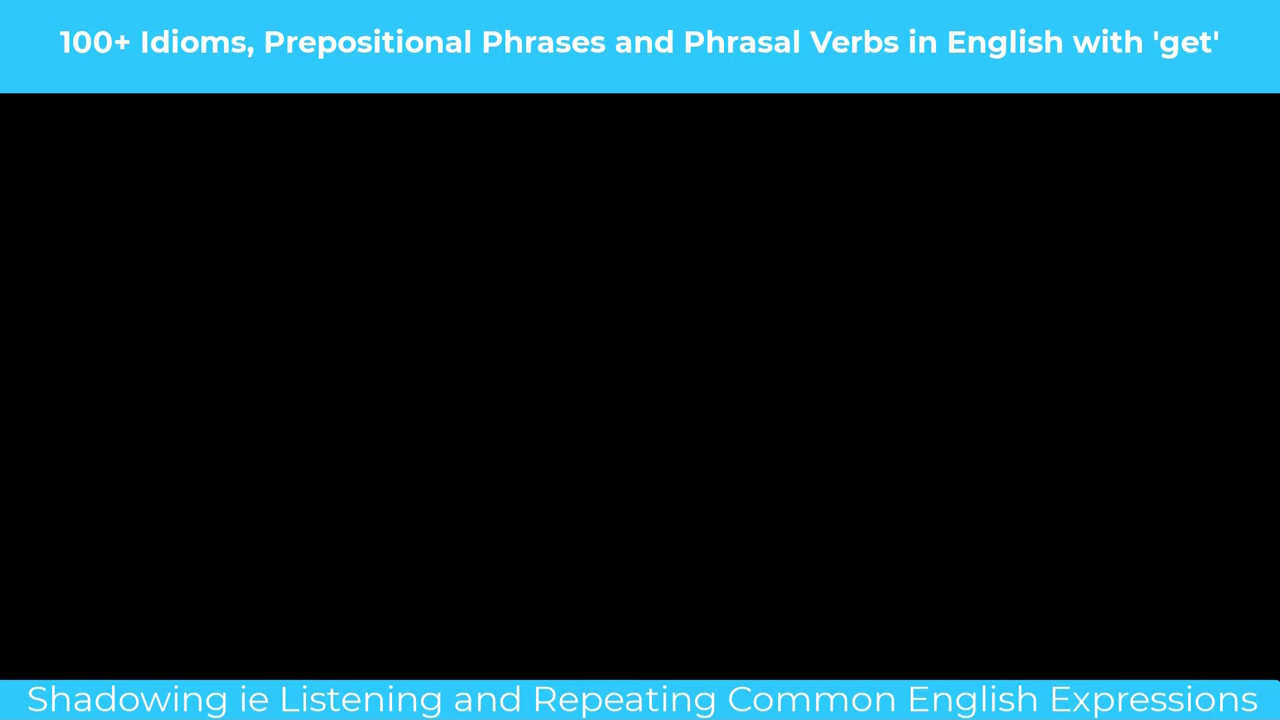 100+ Idioms, Prepositional Phrases and Phrasal Verbs in English with 'get'
Shadowing ie Listening and Repeating Common English Expressions